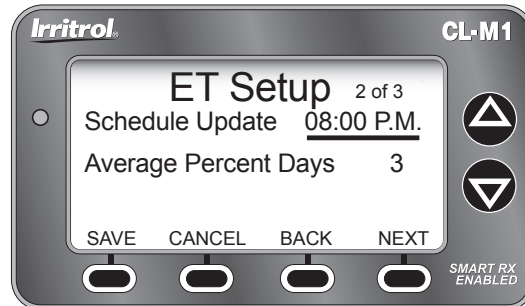 Irritrol® CL-M1
ET Setup 2 of 3
Schedule Update 08:00 P.M.
Average Percent Days 3
SAVE CANCEL BACK NEXT
SMART RX
ENABLED